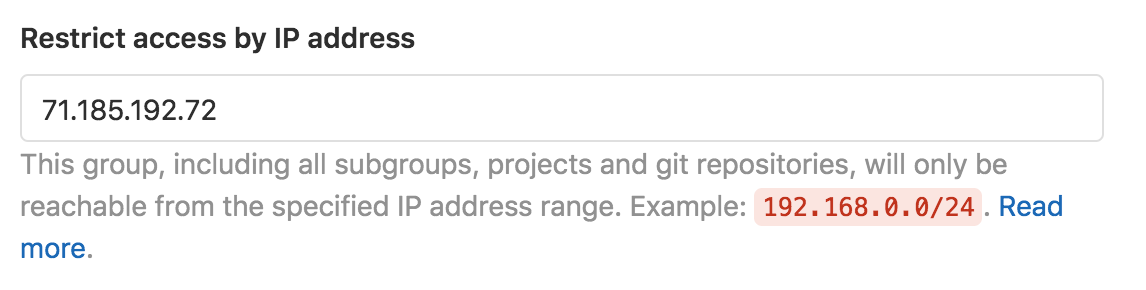 Restrict access by IP address
71.185.192.72
This group, including all subgroups, projects and git repositories, will only be
reachable from the specified IP address range. Example: 192.168.0.0/24 . Read
more.